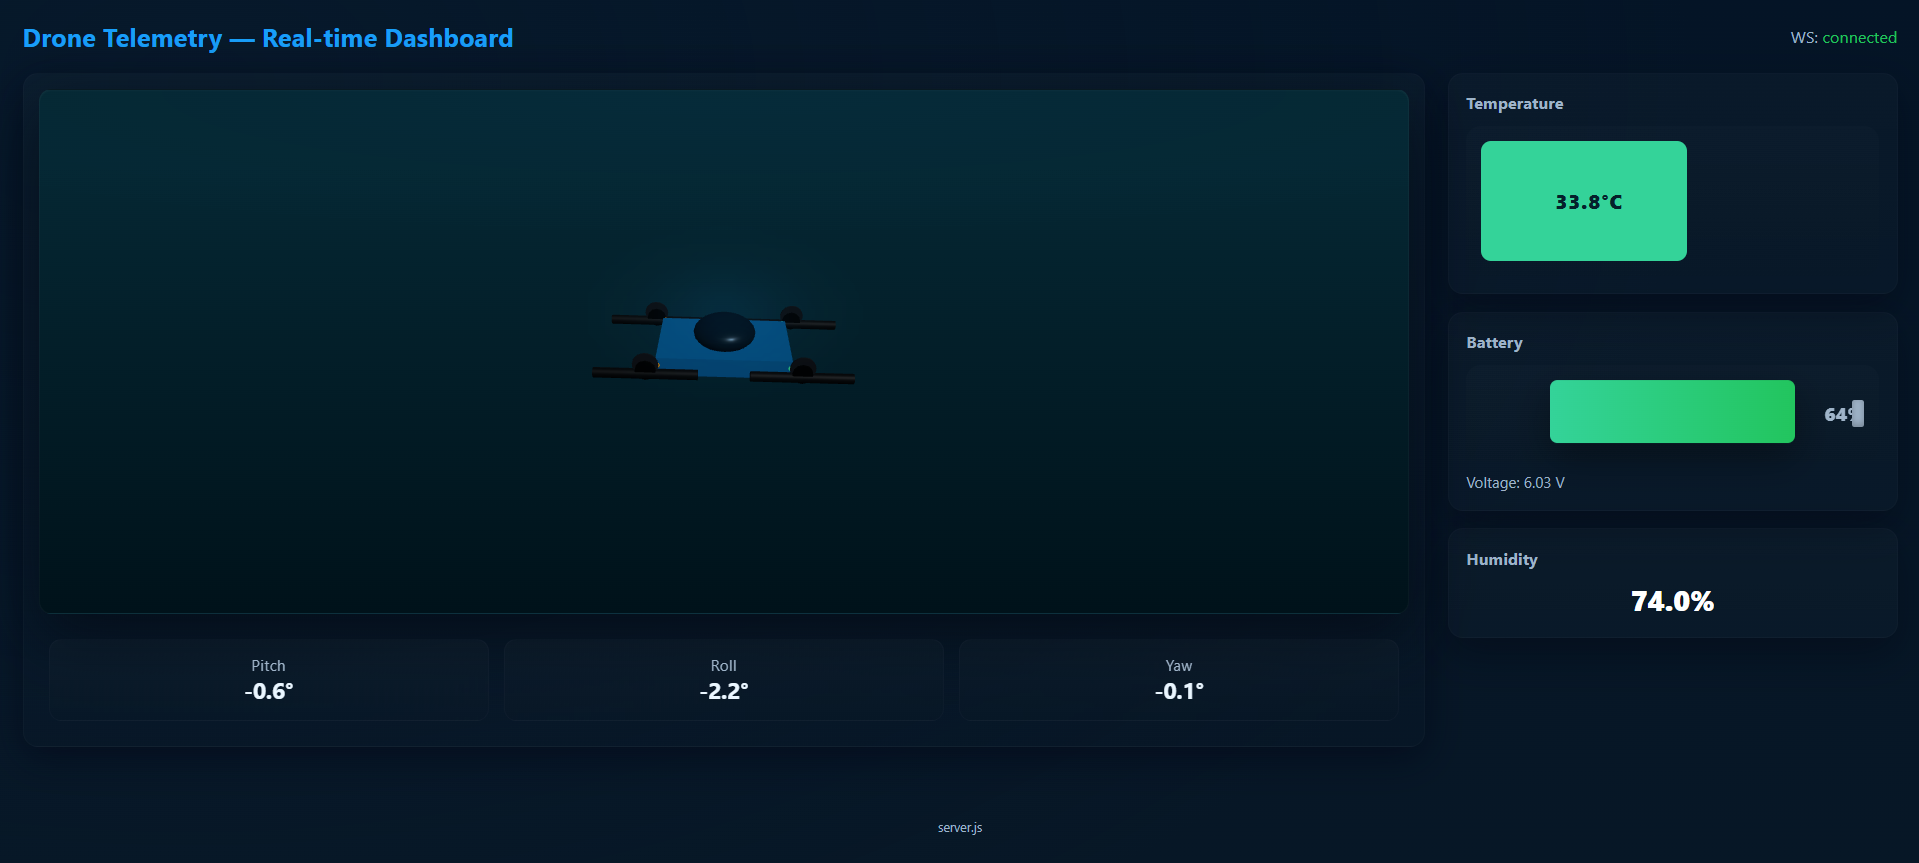 Drone Telemetry — Real-time Dashboard
WS: connected
Temperature
33.8°C
Battery
64%
Voltage: 6.03 V
Humidity
74.0%
Pitch
-0.6°
Roll
-2.2°
Yaw
-0.1°
server.js